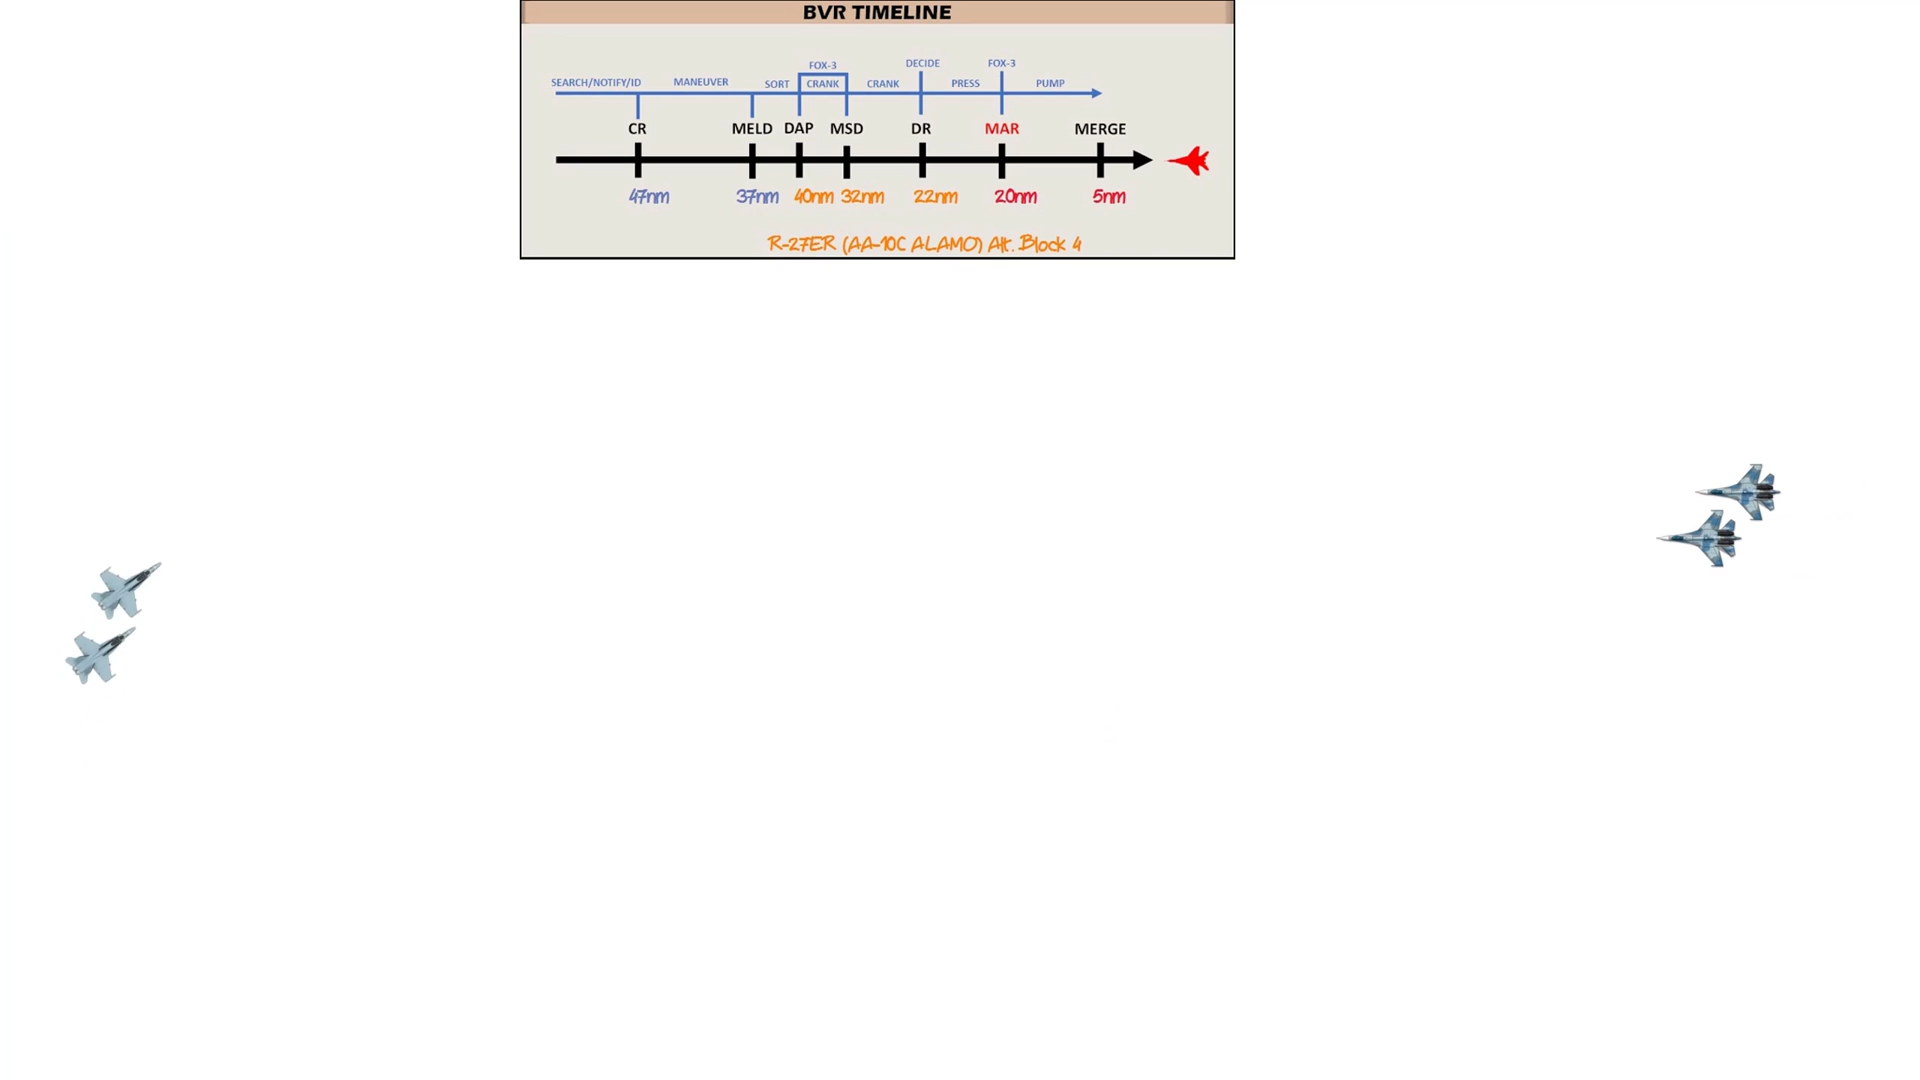 BVR TIMELINE
FOX-3 DECIDE FOX-3
SEARCH/NOTIFY/ID MANEUVER SORT CRANK CRANK PRESS PUMP
CR MELD DAP MSD DR MAR MERGE
47nm 37nm 40nm 32nm 22nm 20nm 5nm
R-27ER (AA-10C ALAMO) Alt. Block 4